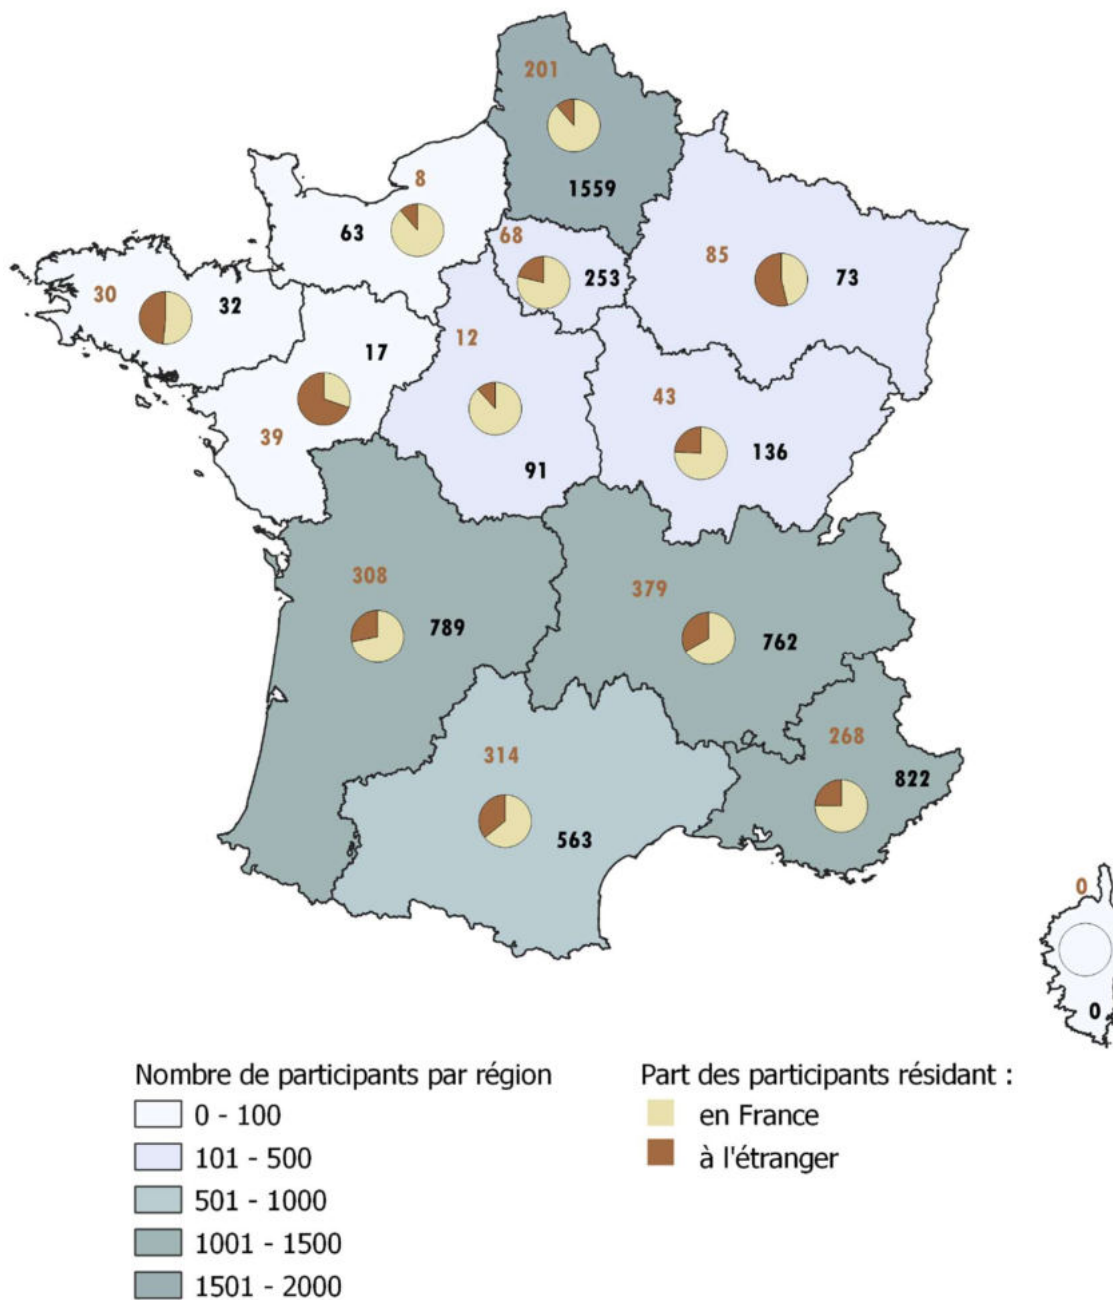 201
1559
8
63
68
253
85
73
30
32
12
91
17
39
43
136
308
789
379
762
314
563
268
822
0
0
Nombre de participants par région
0 - 100
101 - 500
501 - 1000
1001 - 1500
1501 - 2000
Part des participants résidant :
en France
à l'étranger